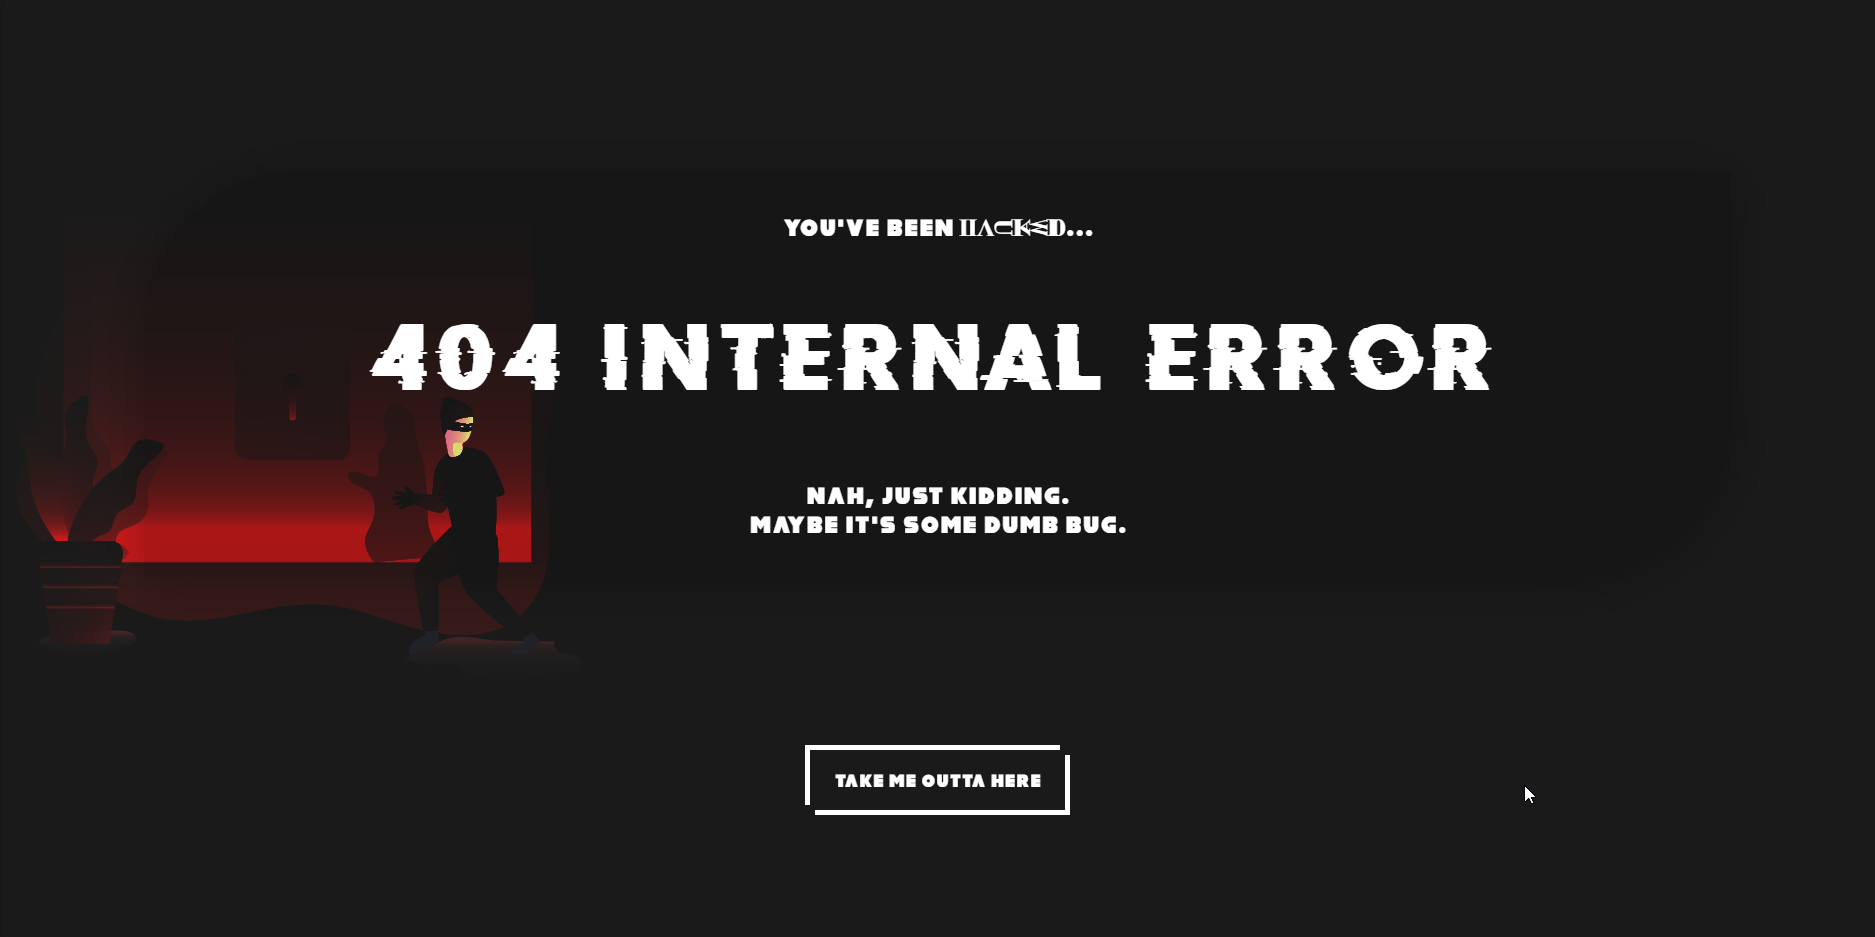 YOU'VE BEEN HACKED...
404 INTERNAL ERROR
NAH, JUST KIDDING.
MAYBE IT'S SOME DUMB BUG.
TAKE ME OUTTA HERE